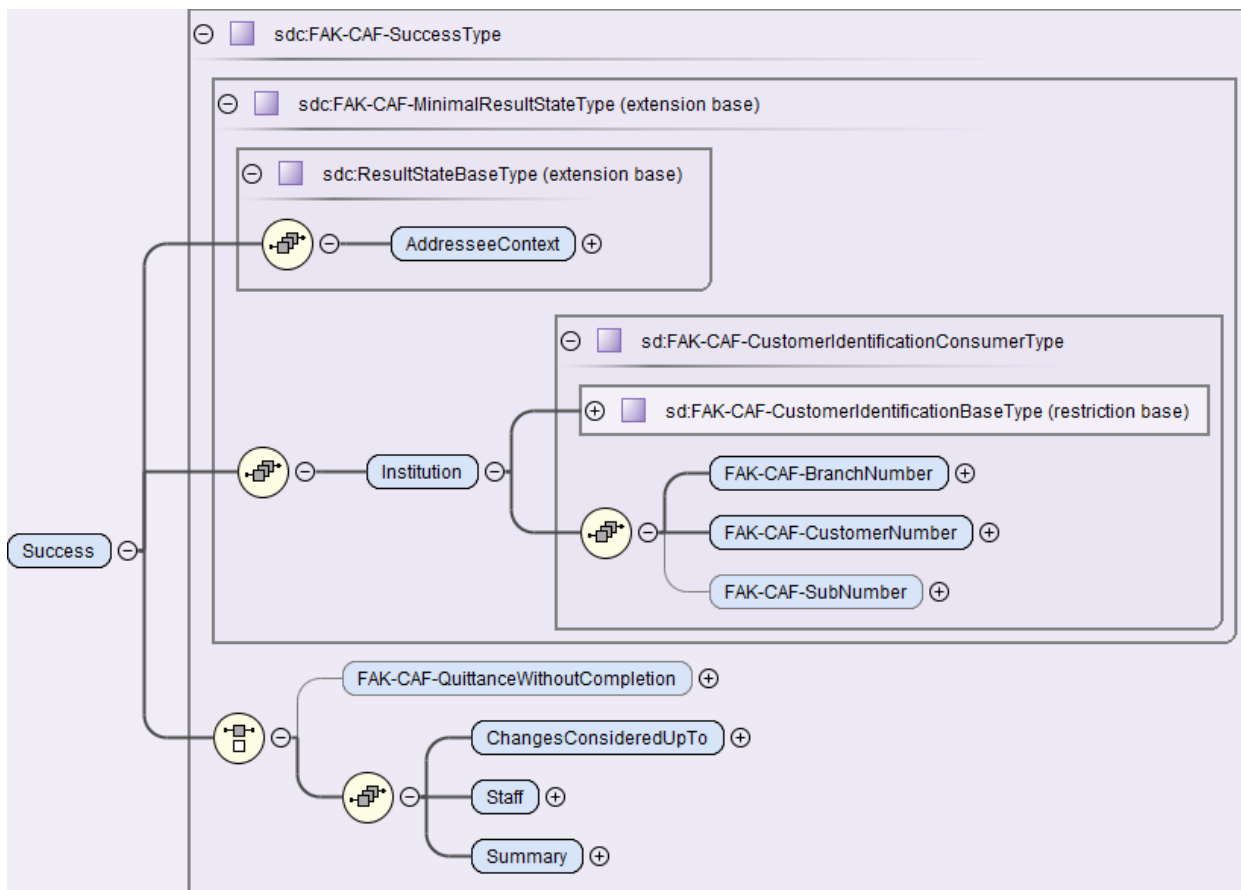 sdc:FAK-CAF-SuccessType
sdc:FAK-CAF-MinimalResultStateType (extension base)
sdc:ResultStateBaseType (extension base)
AddresseeContext
sd:FAK-CAF-CustomerIdentificationConsumerType
sd:FAK-CAF-CustomerIdentificationBaseType (restriction base)
Institution
FAK-CAF-BranchNumber
FAK-CAF-CustomerNumber
Success
FAK-CAF-SubNumber
FAK-CAF-QuittanceWithoutCompletion
ChangesConsideredUpTo
Staff
Summary